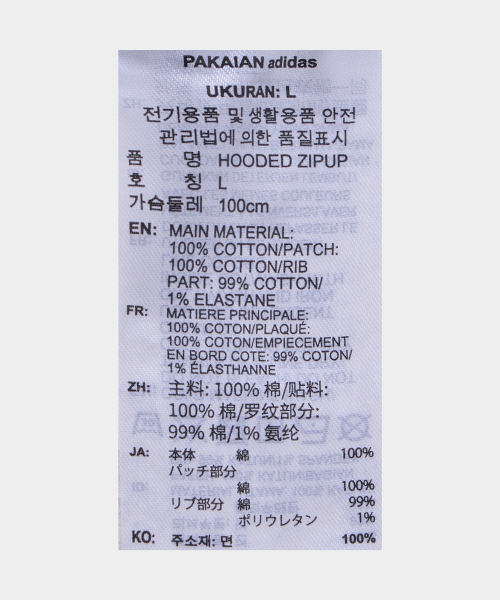 PAKAIAN adidas
UKURAN: L
전기용품 및 생활용품 안전
관리법에 의한 품질표시
품 명 HOODED ZIPUP
호 칭 L
가슴둘레 100cm
EN: MAIN MATERIAL:
100% COTTON/PATCH:
100% COTTON/RIB
PART: 99% COTTON/
1% ELASTANE
FR: MATIERE PRINCIPALE:
100% COTON/PLAQUÉ:
100% COTON/EMPIECEMENT
EN BORD COTE: 99% COTON/
1% ÉLASTHANNE
ZH: 主料: 100% 棉/贴料:
100% 棉/罗纹部分:
99% 棉/1% 氨纶
JA: 本体 綿 100%
パッチ部分
綿 100%
リブ部分 綿 99%
ポリウレタン 1%
KO: 주소재: 면 100%